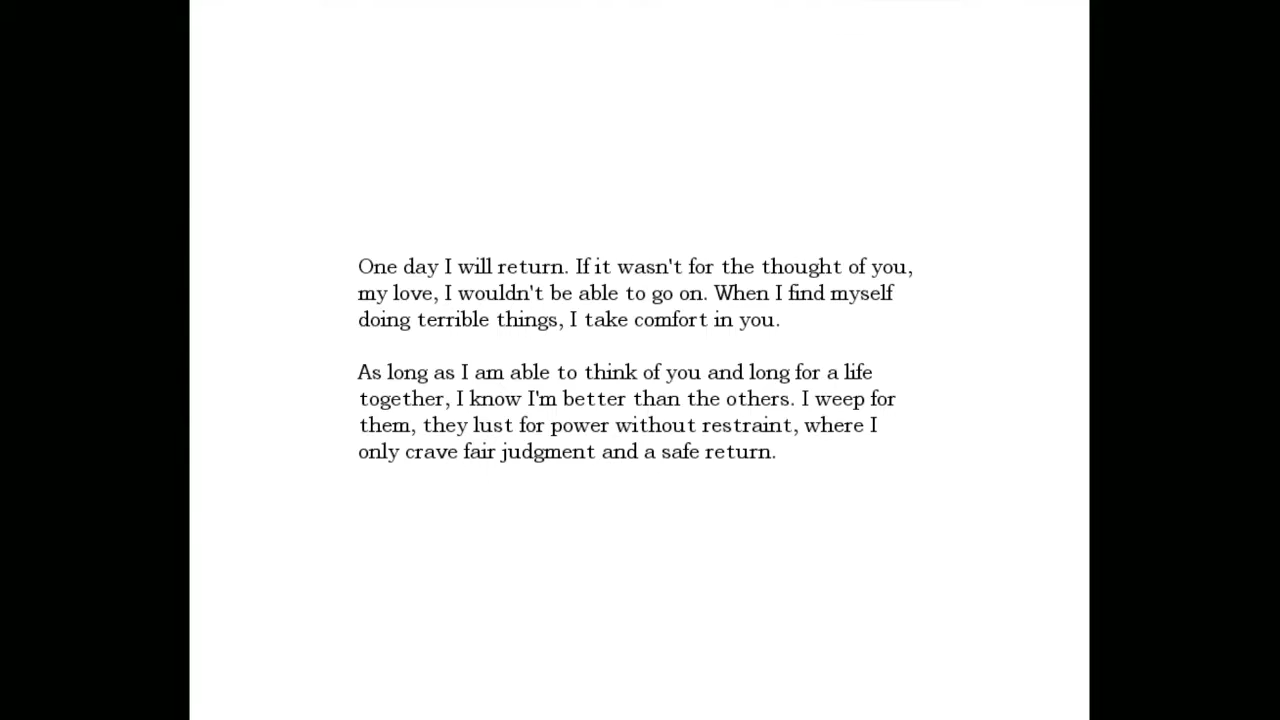 One day I will return. If it wasn't for the thought of you,
my love, I wouldn't be able to go on. When I find myself
doing terrible things, I take comfort in you.
As long as I am able to think of you and long for a life
together, I know I'm better than the others. I weep for
them, they lust for power without restraint, where I
only crave fair judgment and a safe return.